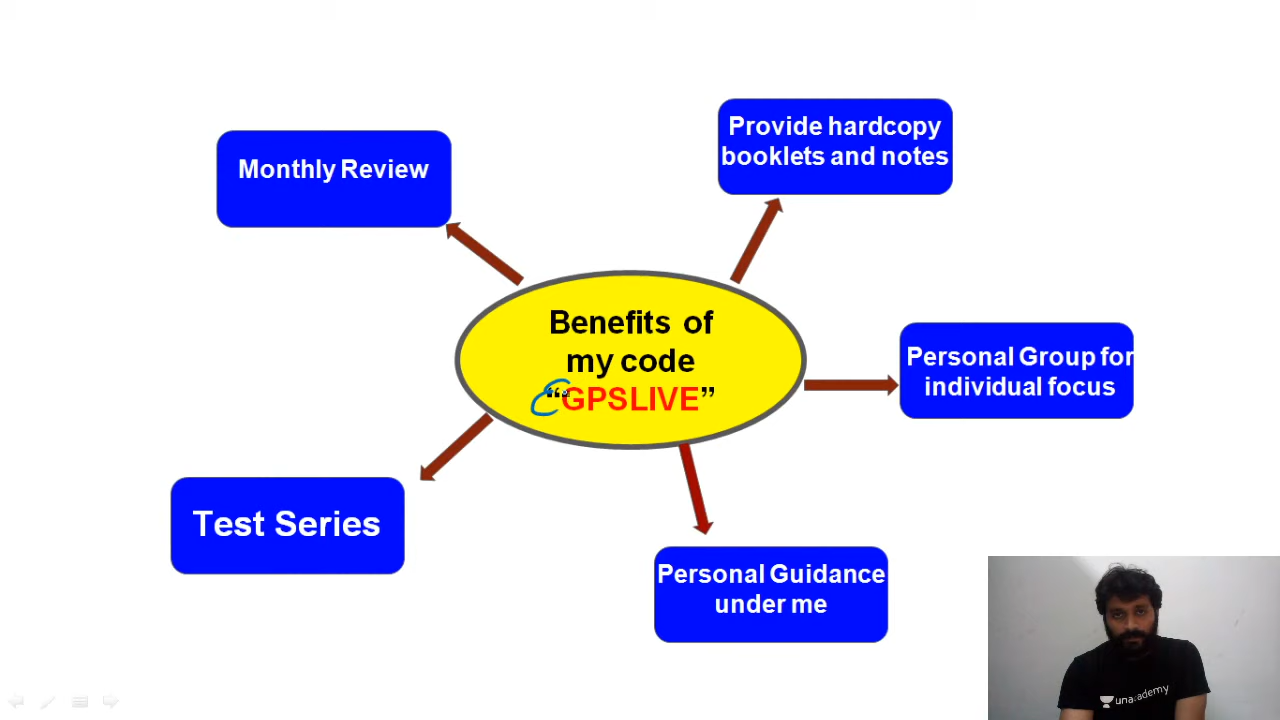 Provide hardcopy
booklets and notes
Monthly Review
Benefits of
my code
“GPSLIVE”
Personal Group for
individual focus
Test Series
Personal Guidance
under me
unacademy